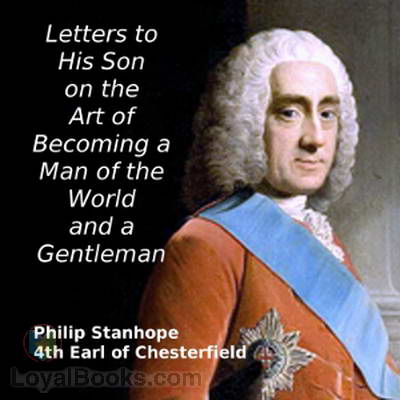 Letters to
His Son
on the
Art of
Becoming a
Man of the
World
and a
Gentleman
Philip Stanhope
4th Earl of Chesterfield
LoyalBooks.com